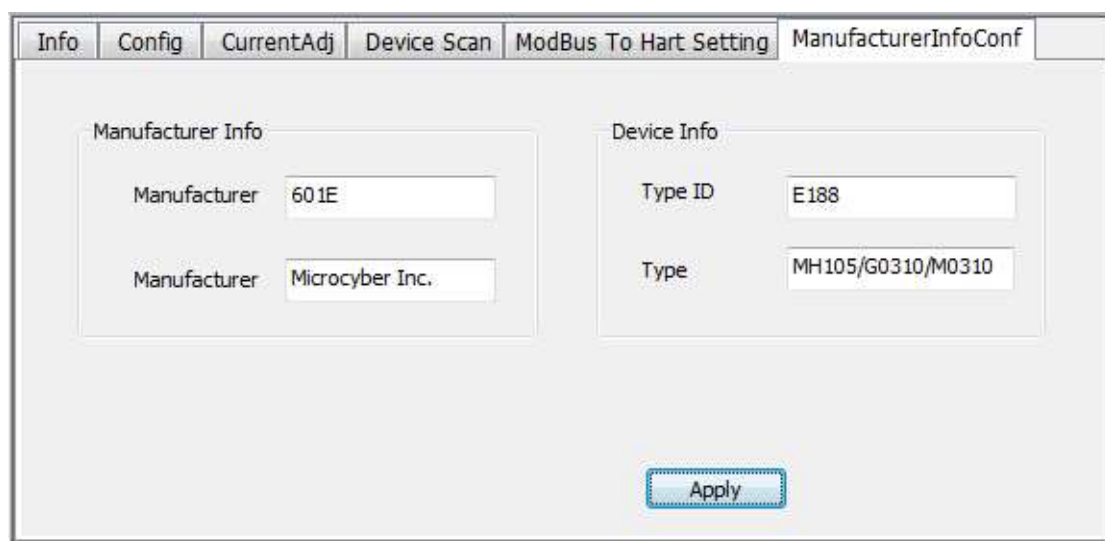 Info Config CurrentAdj Device Scan ModBus To Hart Setting ManufacturerInfoConf
Manufacturer Info
Manufacturer 601E
Manufacturer Microcyber Inc.
Device Info
Type ID E188
Type MH105/G0310/M0310
Apply